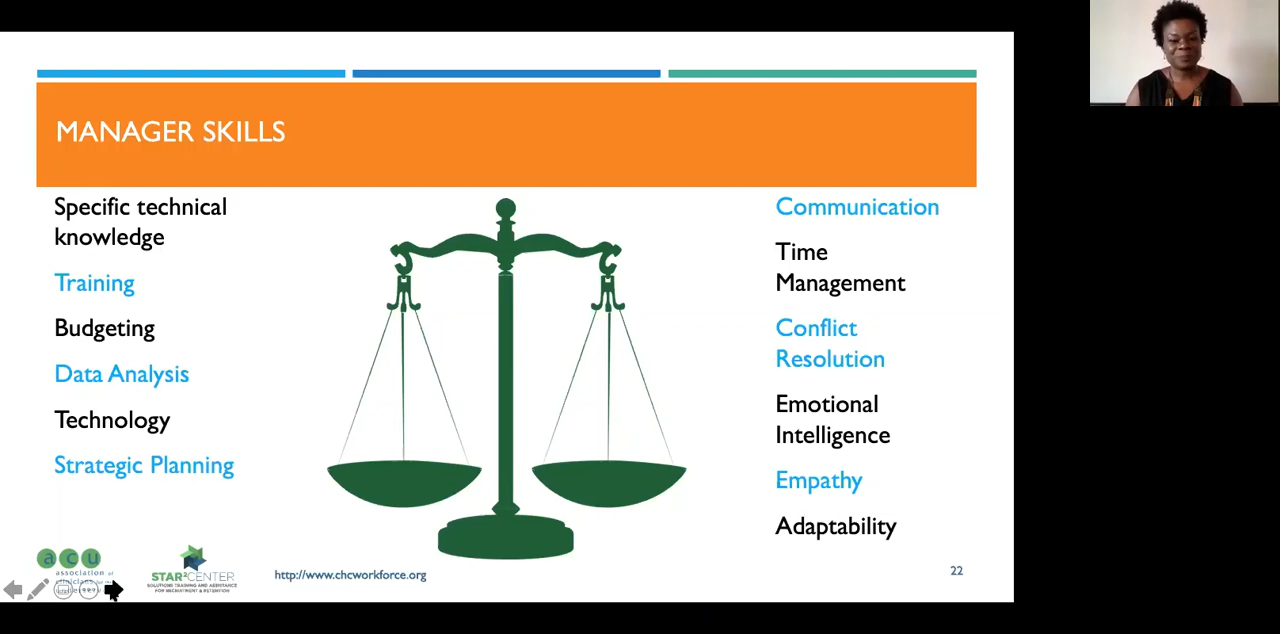 MANAGER SKILLS
Specific technical
knowledge
Training
Budgeting
Data Analysis
Technology
Strategic Planning
Communication
Time
Management
Conflict
Resolution
Emotional
Intelligence
Empathy
Adaptability
acu
association of
STAR² CENTER
SOLUTIONS TRAINING AND ASSISTANCE
FOR RECRUITMENT & RETENTION
http://www.chcworkforce.org
22